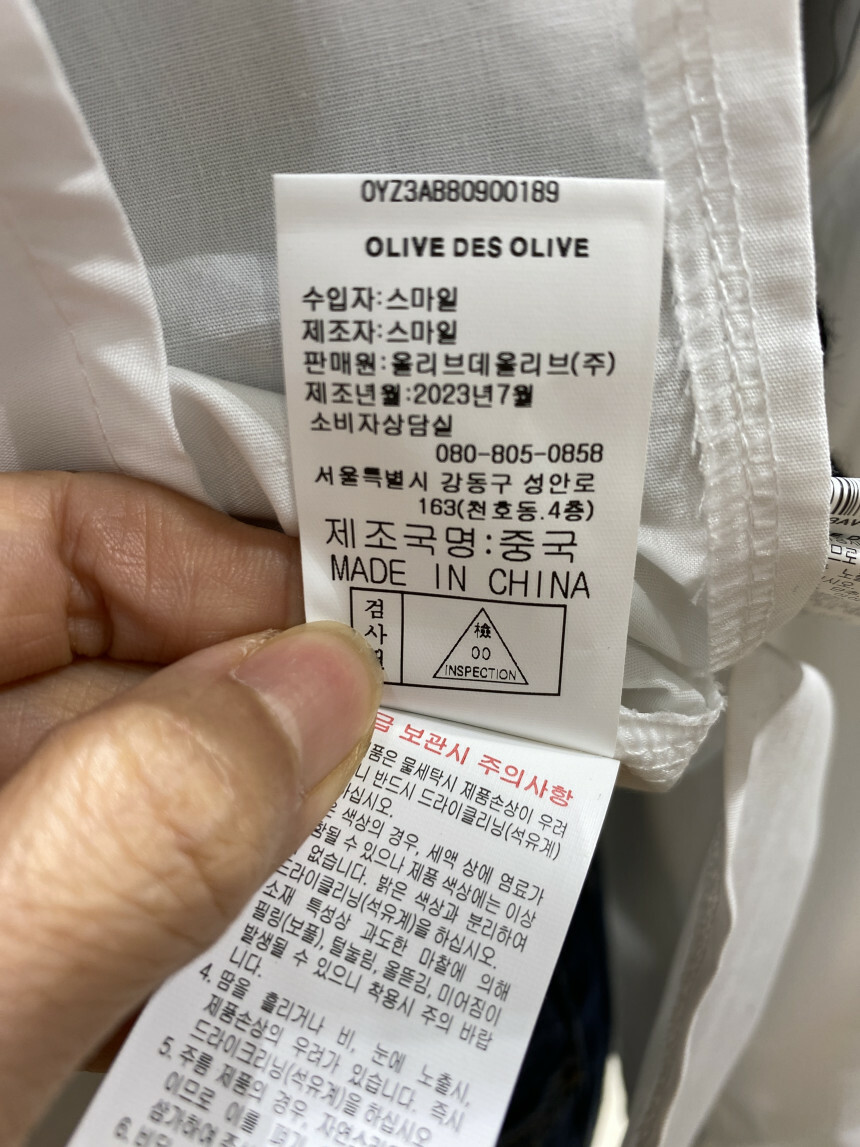 OYZ3AB80900189
OLIVE DES OLIVE
수입자:스마일
제조자:스마일
판매원:올리브데올리브(주)
제조년월:2023년7월
소비자상담실
080-805-0858
서울특별시 강동구 성안로
163(천호동.4층)
제조국명:중국
MADE IN CHINA
검
사
檢
00
INSPECTION
보관시 주의사항
물세탁시 제품손상이 우려
반드시 드라이클리닝(석유계)
하십시오.
색상의 경우, 세액 상에 염료가
수 있으나 제품 색상에는 이상
없습니다. 밝은 색상과 분리하여
드라이클리닝(석유계)을 하십시오.
소재 특성상 과도한 마찰에 의해
필링(보풀), 털눌림, 올뜯김, 미어짐이
발생될 수 있으니 착용시 주의 바랍
니다.
4. 땀을 흘리거나 비, 눈에 노출시,
제품손상의 우려가 있습니다. 즉시
드라이크리닝(석유계)을 하십시오
5. 주름 제품의 경우,
이므로 이를
6.